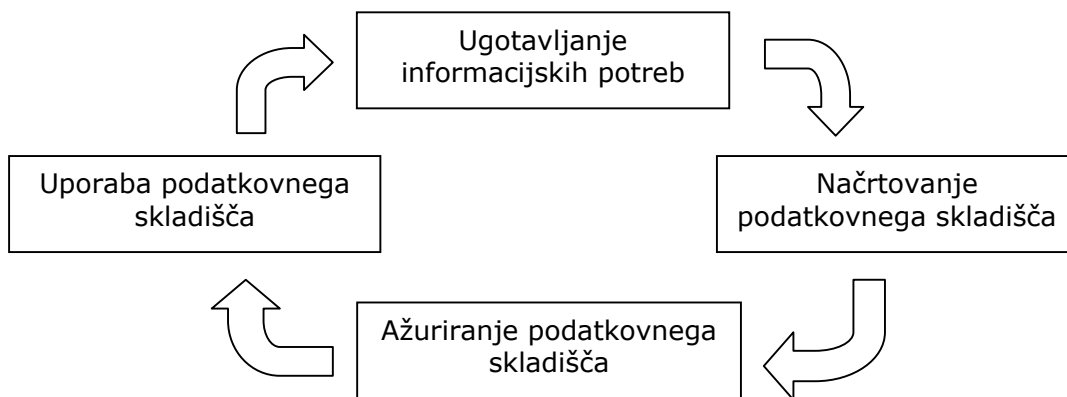 Ugotavljanje
informacijskih potreb
Uporaba podatkovnega
skladišča
Načrtovanje
podatkovnega skladišča
Ažuriranje podatkovnega
skladišča